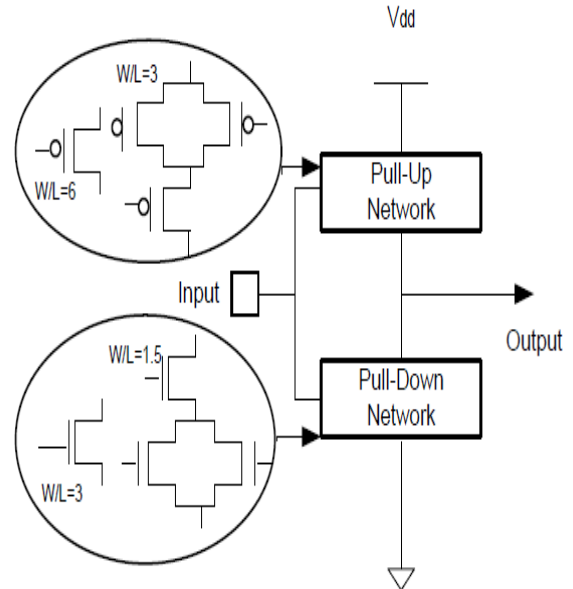 Vdd
W/L=3
W/L=6
Pull-Up
Network
Input
Output
W/L=1.5
W/L=3
Pull-Down
Network